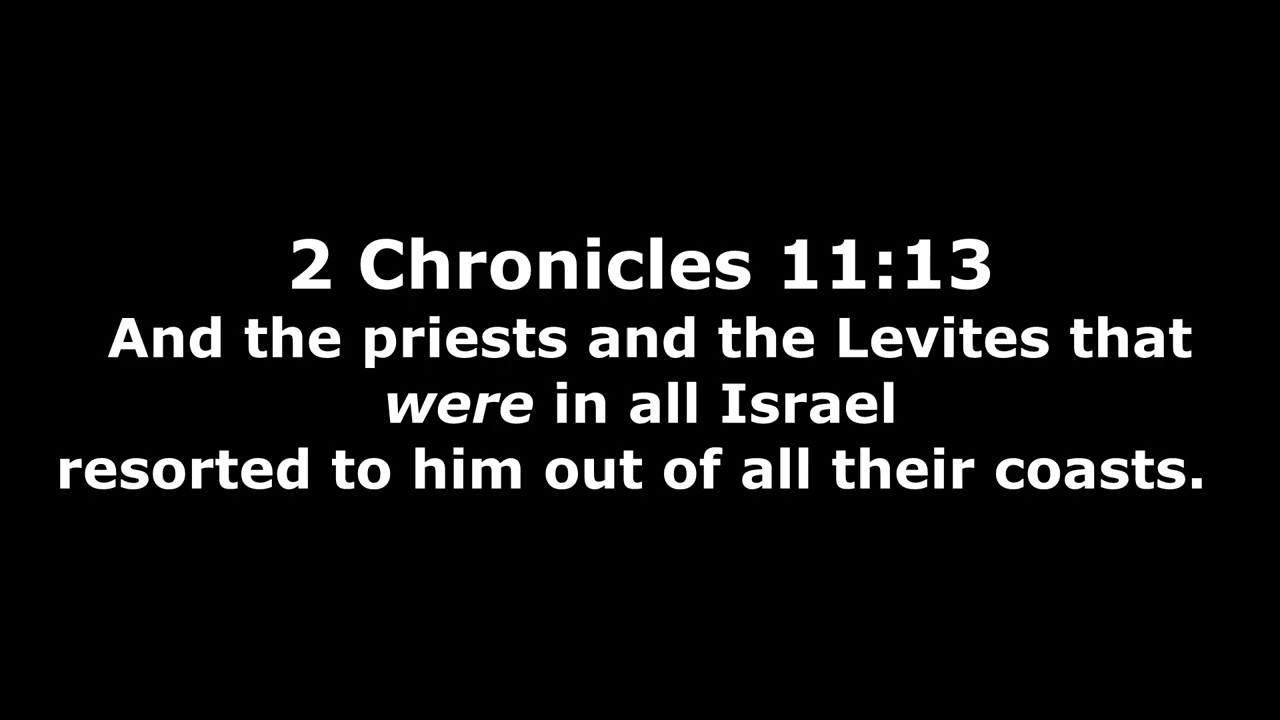 2 Chronicles 11:13
And the priests and the Levites that
were in all Israel
resorted to him out of all their coasts.